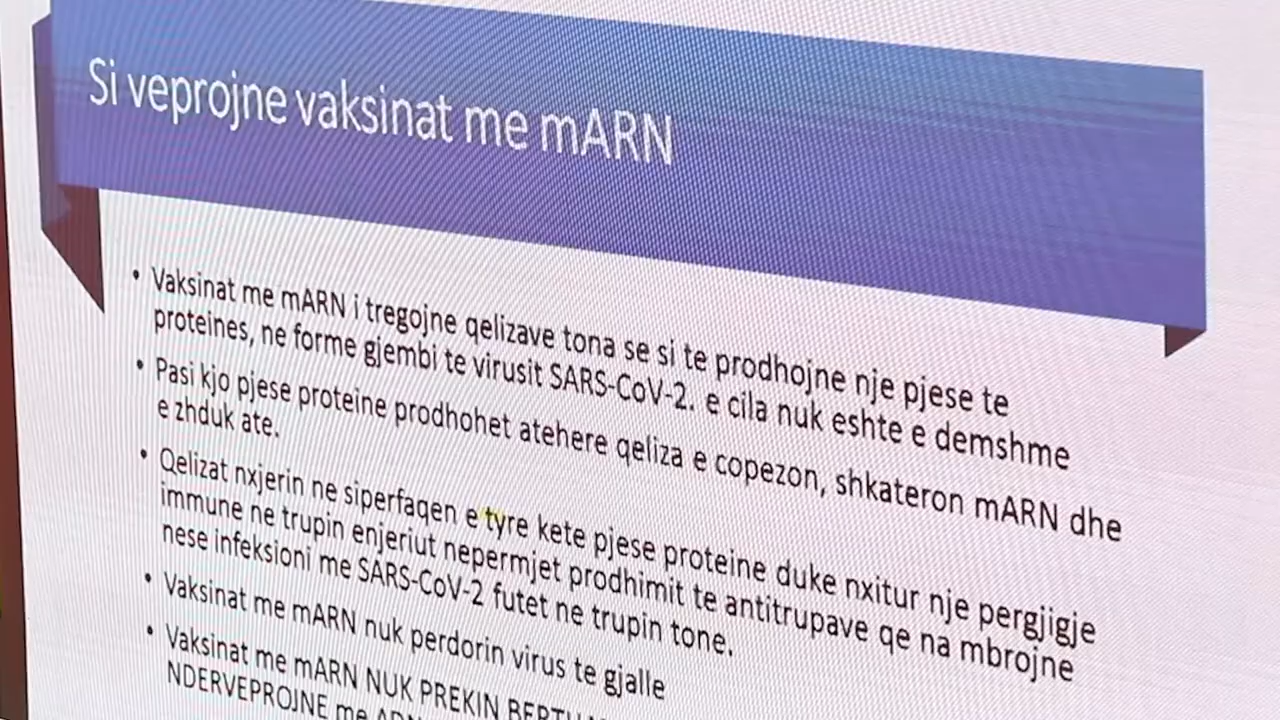 Si veprojne vaksinat me mARN
• Vaksinat me mARN i tregojne qelizave tona se si te prodhojne nje pjese te
proteines, ne forme gjembi te virusit SARS-CoV-2. e cila nuk eshte e demshme
• Pasi kjo pjese proteine prodhohet atehere qeliza e copezon, shkateron mARN dhe
e zhduk ate.
• Qelizat nxjerin ne siperfaqen e tyre kete pjese proteine duke nxitur nje pergjigje
immune ne trupin enjeriut nepermjet prodhimit te antitrupave qe na mbrojne
nese infeksioni me SARS-CoV-2 futet ne trupin tone.
• Vaksinat me mARN nuk perdorin virus te gjalle
• Vaksinat me mARN NUK PREKIN
NDERVEPROJNE me